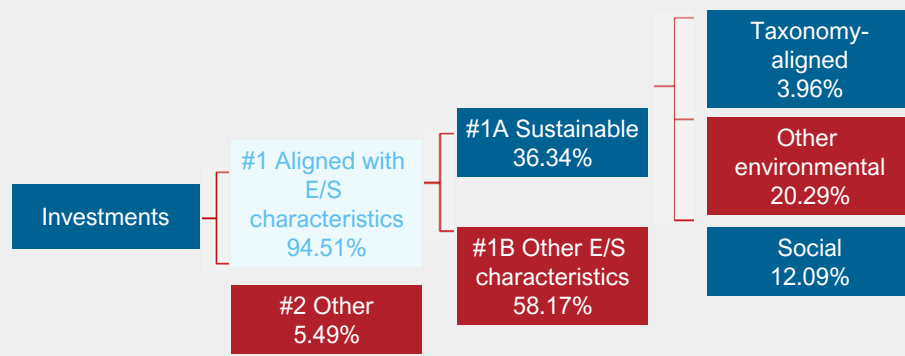 Investments
#1 Aligned with
E/S
characteristics
94.51%
#2 Other
5.49%
#1A Sustainable
36.34%
#1B Other E/S
characteristics
58.17%
Taxonomy-
aligned
3.96%
Other
environmental
20.29%
Social
12.09%